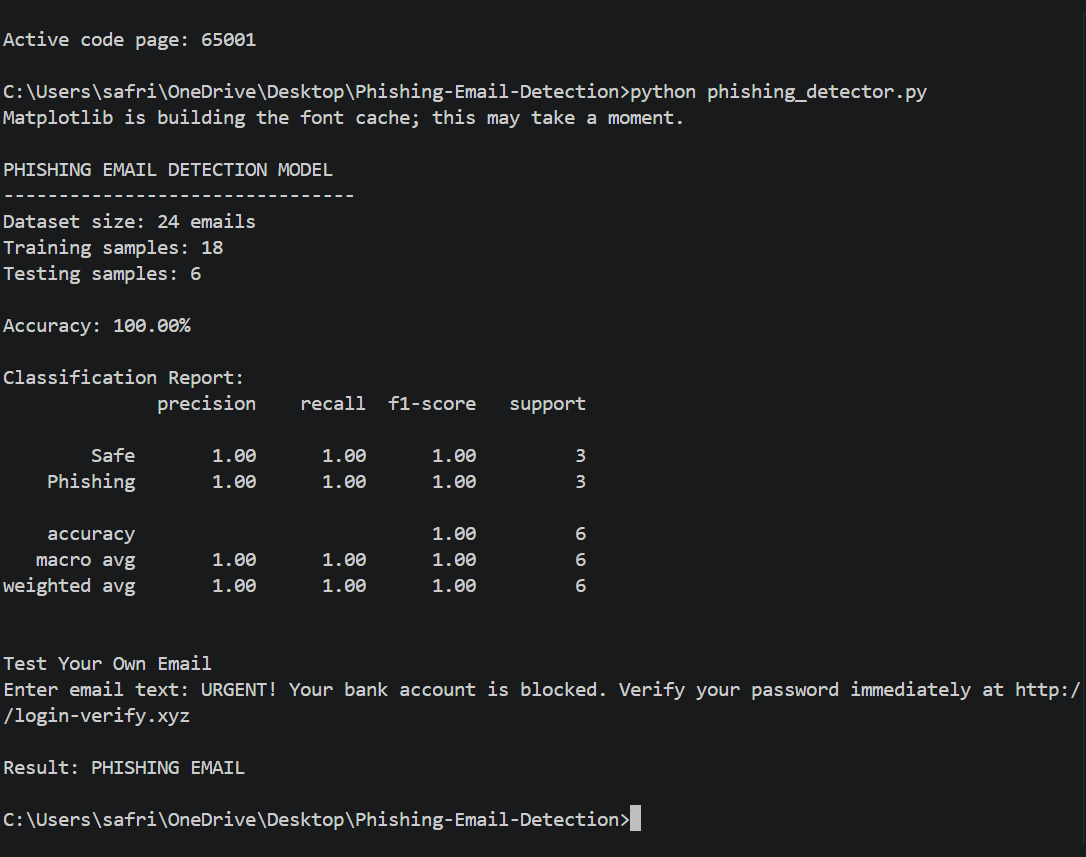 Active code page: 65001
C:\Users\safri\OneDrive\Desktop\Phishing-Email-Detection>python phishing_detector.py
Matplotlib is building the font cache; this may take a moment.
PHISHING EMAIL DETECTION MODEL
--------------------------------
Dataset size: 24 emails
Training samples: 18
Testing samples: 6
Accuracy: 100.00%
Classification Report:
              precision    recall  f1-score   support
        Safe       1.00      1.00      1.00         3
    Phishing       1.00      1.00      1.00         3
    accuracy                           1.00         6
   macro avg       1.00      1.00      1.00         6
weighted avg       1.00      1.00      1.00         6
Test Your Own Email
Enter email text: URGENT! Your bank account is blocked. Verify your password immediately at http:/
/login-verify.xyz
Result: PHISHING EMAIL
C:\Users\safri\OneDrive\Desktop\Phishing-Email-Detection>